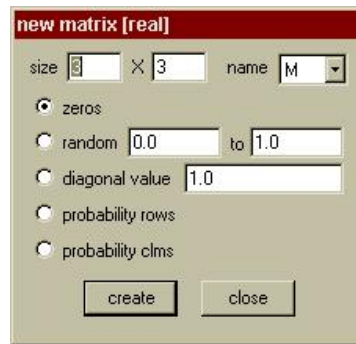 new matrix [real]
size 3 X 3 name M
zeros
random 0.0 to 1.0
diagonal value 1.0
probability rows
probability clms
create close